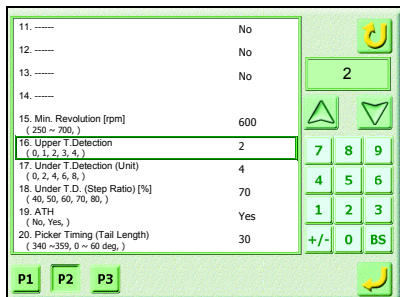 11. ------ No
12. ------ No
13. ------ No
14. ------
15. Min. Revolution [rpm] 600
( 250 ~ 700, )
16. Upper T.Detection 2
( 0, 1, 2, 3, 4, )
17. Under T.Detection (Unit) 4
( 0, 2, 4, 6, 8, )
18. Under T.D. (Step Ratio) [%] 70
( 40, 50, 60, 70, 80, )
19. ATH Yes
( No, Yes, )
20. Picker Timing (Tail Length) 30
( 340 ~359, 0 ~ 60 deg, )
2
7 8 9
4 5 6
1 2 3
+/- 0 BS
P1 P2 P3